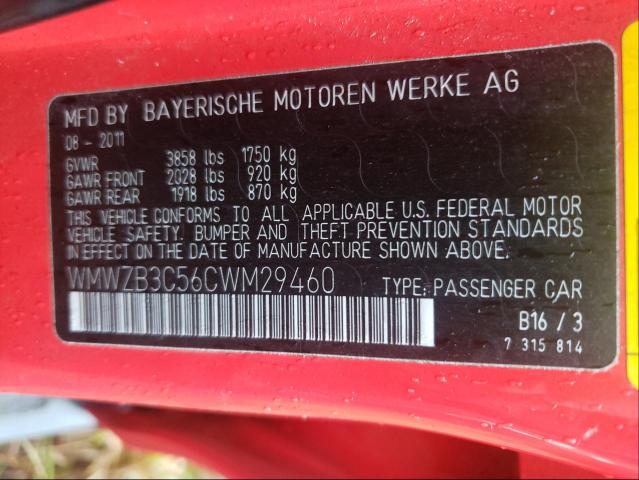 MFD BY BAYERISCHE MOTOREN WERKE AG
08 - 2011
GVWR 3858 lbs 1750 kg
GAWR FRONT 2028 lbs 920 kg
GAWR REAR 1918 lbs 870 kg
THIS VEHICLE CONFORMS TO ALL APPLICABLE U.S. FEDERAL MOTOR
VEHICLE SAFETY, BUMPER AND THEFT PREVENTION STANDARDS
IN EFFECT ON THE DATE OF MANUFACTURE SHOWN ABOVE.
WMWZB3C56CWM29460 TYPE: PASSENGER CAR
B16 / 3
7 315 814